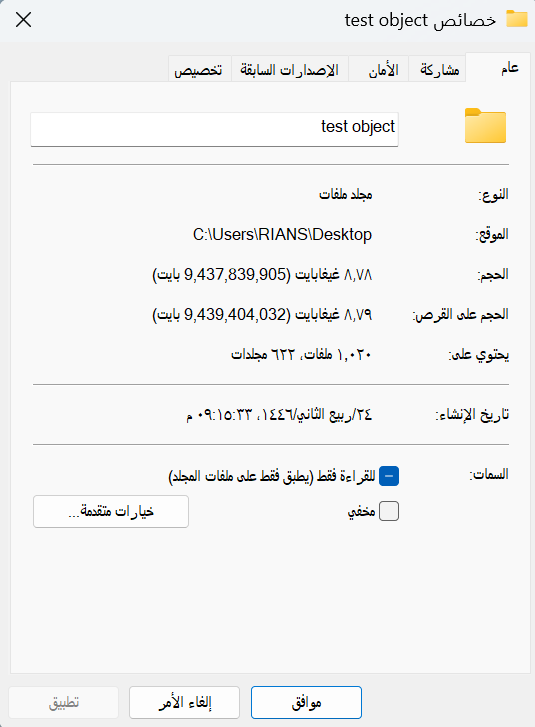 خصائص test object
عام
مشاركة
الأمان
الإصدارات السابقة
تخصيص
test object
النوع: مجلد ملفات
الموقع: C:\Users\RIANS\Desktop
الحجم: ٨,٧٨ غيغابايت (9,437,839,905 بايت)
الحجم على القرص: ٨,٧٩ غيغابايت (9,439,404,032 بايت)
يحتوي على: ١,٠٢٠ ملفات، ٦٢٢ مجلدات
تاريخ الإنشاء: ٢٤/ربيع الثاني/١٤٤٦، ٠٩:١٥:٣٣ م
السمات: للقراءة فقط (يطبق فقط على ملفات المجلد)
مخفي
خيارات متقدمة...
موافق
إلغاء الأمر
تطبيق